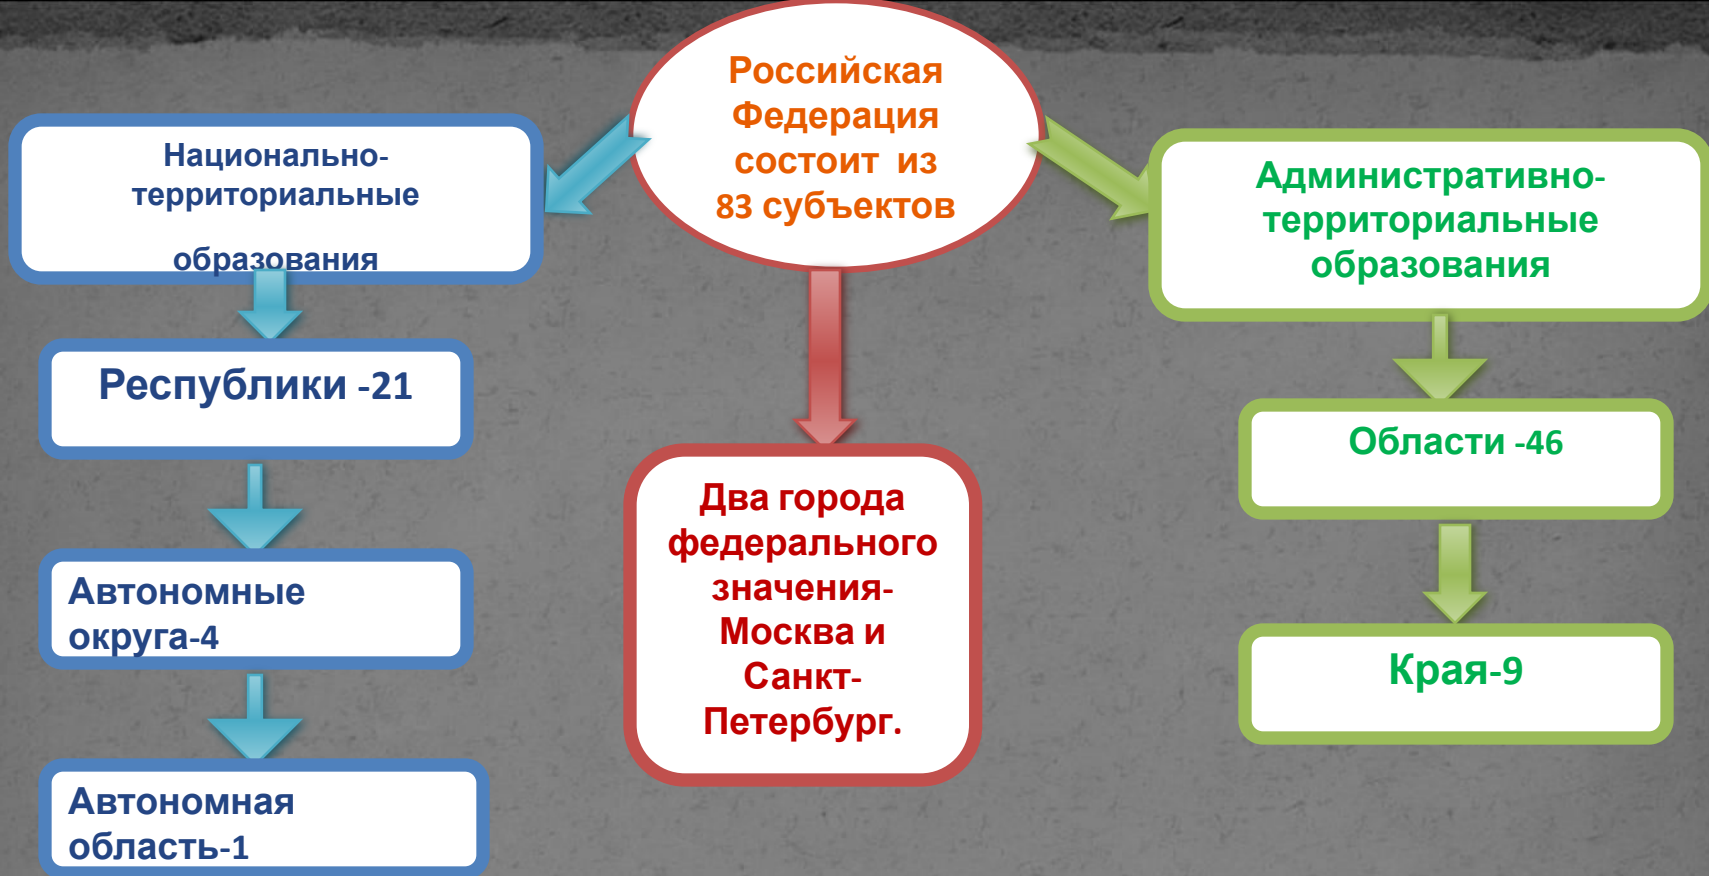 Российская
Федерация
состоит из
83 субъектов
Национально-
территориальные
образования
Республики -21
Автономные
округа-4
Автономная
область-1
Два города
федерального
значения-
Москва и
Санкт-
Петербург.
Административно-
территориальные
образования
Области -46
Края-9